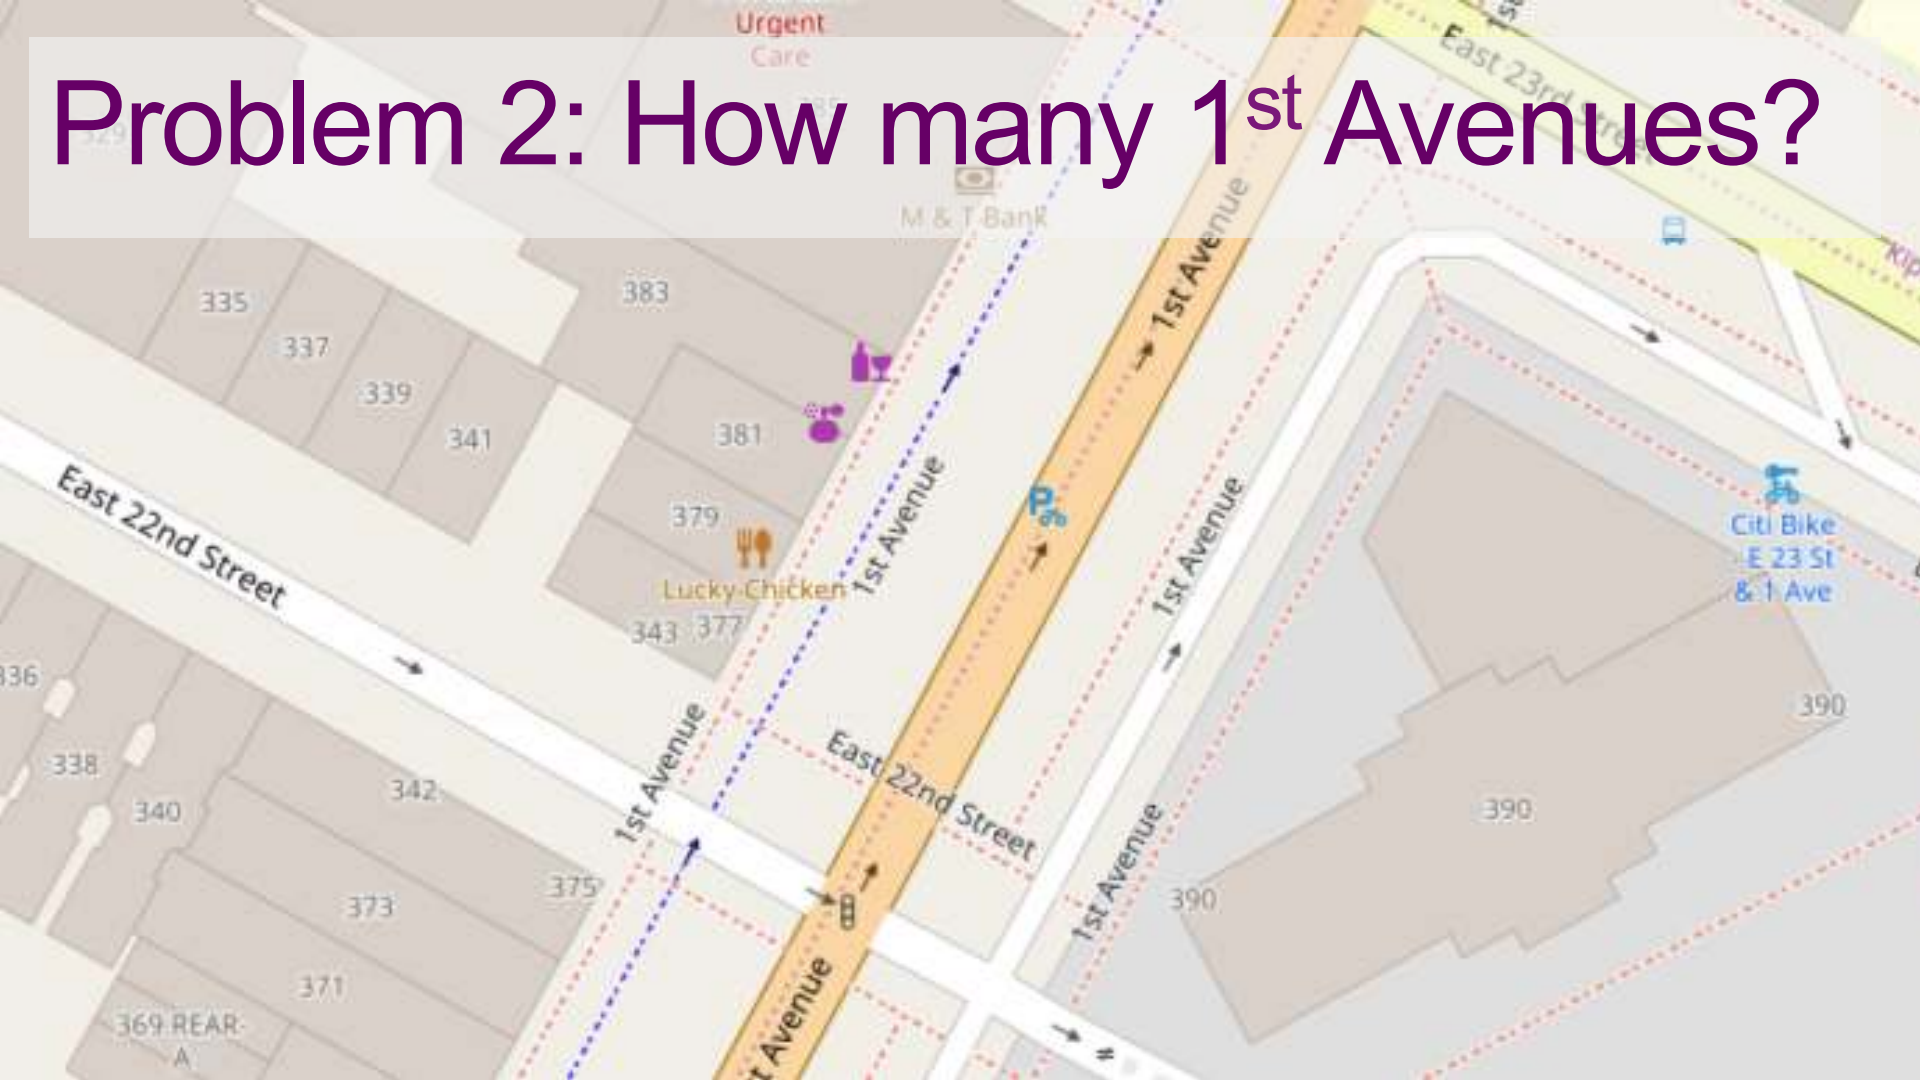 Urgent
Care
Problem 2: How many 1st Avenues?
East 23rd Street
M & T Bank
1st Avenue
335
383
337
339
341
381
East 22nd Street
379
1st Avenue
P
1st Avenue
Citi Bike
E 23 St
& 1 Ave
Lucky Chicken
343
377
336
1st Avenue
390
338
East 22nd Street
342
340
390
1st Avenue
375
390
373
371
369 REAR
A
st Avenue